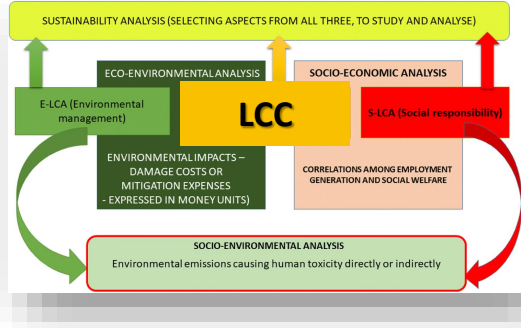 SUSTAINABILITY ANALYSIS (SELECTING ASPECTS FROM ALL THREE, TO STUDY AND ANALYSE)
ECO-ENVIRONMENTAL ANALYSIS
SOCIO-ECONOMIC ANALYSIS
E-LCA (Environmental
management)
LCC
S-LCA (Social responsibility)
ENVIRONMENTAL IMPACTS –
DAMAGE COSTS OR
MITIGATION EXPENSES
- EXPRESSED IN MONEY UNITS)
CORRELATIONS AMONG EMPLOYMENT
GENERATION AND SOCIAL WELFARE
SOCIO-ENVIRONMENTAL ANALYSIS
Environmental emissions causing human toxicity directly or indirectly